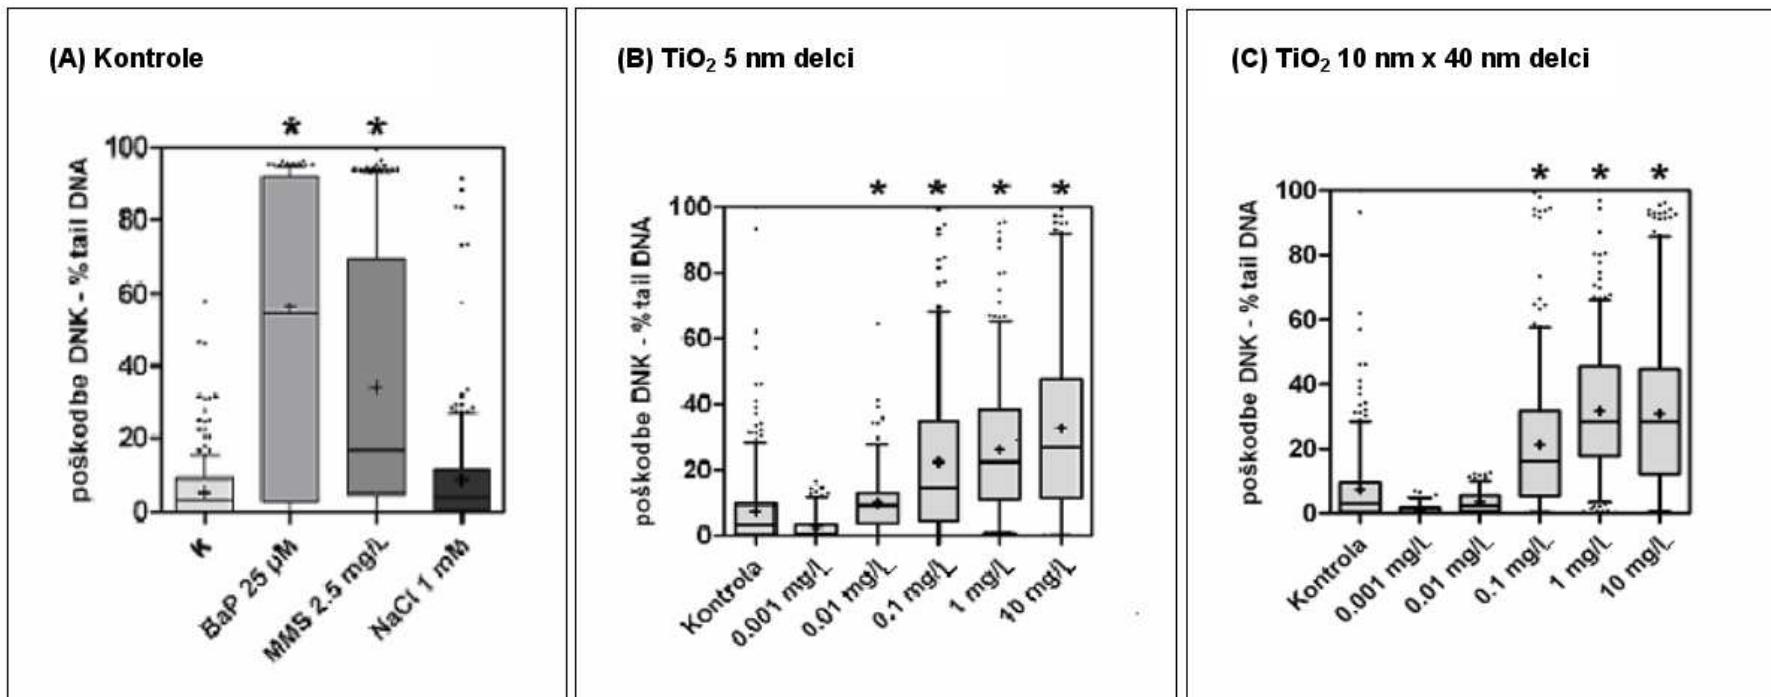 (A) Kontrole
* *
poškodbe DNK - % tail DNA
100
80
60
40
20
0
K
BaP 25 µM
MMS 2.5 mg/L
NaCl 1 mM
(B) TiO₂ 5 nm delci
* * * *
poškodbe DNK - % tail DNA
100
80
60
40
20
0
Kontrola
0.001 mg/L
0.01 mg/L
0.1 mg/L
1 mg/L
10 mg/L
(C) TiO₂ 10 nm x 40 nm delci
* * *
poškodbe DNK - % tail DNA
100
80
60
40
20
0
Kontrola
0.001 mg/L
0.01 mg/L
0.1 mg/L
1 mg/L
10 mg/L